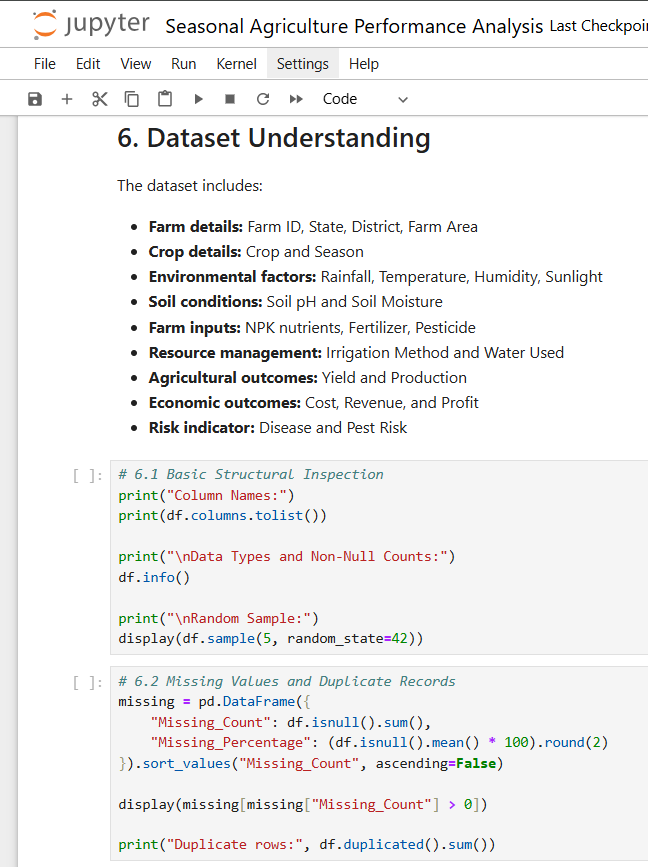 jupyter Seasonal Agriculture Performance Analysis Last Checkpoin
File Edit View Run Kernel Settings Help
Code
6. Dataset Understanding
The dataset includes:
• Farm details: Farm ID, State, District, Farm Area
• Crop details: Crop and Season
• Environmental factors: Rainfall, Temperature, Humidity, Sunlight
• Soil conditions: Soil pH and Soil Moisture
• Farm inputs: NPK nutrients, Fertilizer, Pesticide
• Resource management: Irrigation Method and Water Used
• Agricultural outcomes: Yield and Production
• Economic outcomes: Cost, Revenue, and Profit
• Risk indicator: Disease and Pest Risk
[ ]: # 6.1 Basic Structural Inspection
print("Column Names:")
print(df.columns.tolist())
print("\nData Types and Non-Null Counts:")
df.info()
print("\nRandom Sample:")
display(df.sample(5, random_state=42))
[ ]: # 6.2 Missing Values and Duplicate Records
missing = pd.DataFrame({
    "Missing_Count": df.isnull().sum(),
    "Missing_Percentage": (df.isnull().mean() * 100).round(2)
}).sort_values("Missing_Count", ascending=False)
display(missing[missing["Missing_Count"] > 0])
print("Duplicate rows:", df.duplicated().sum())